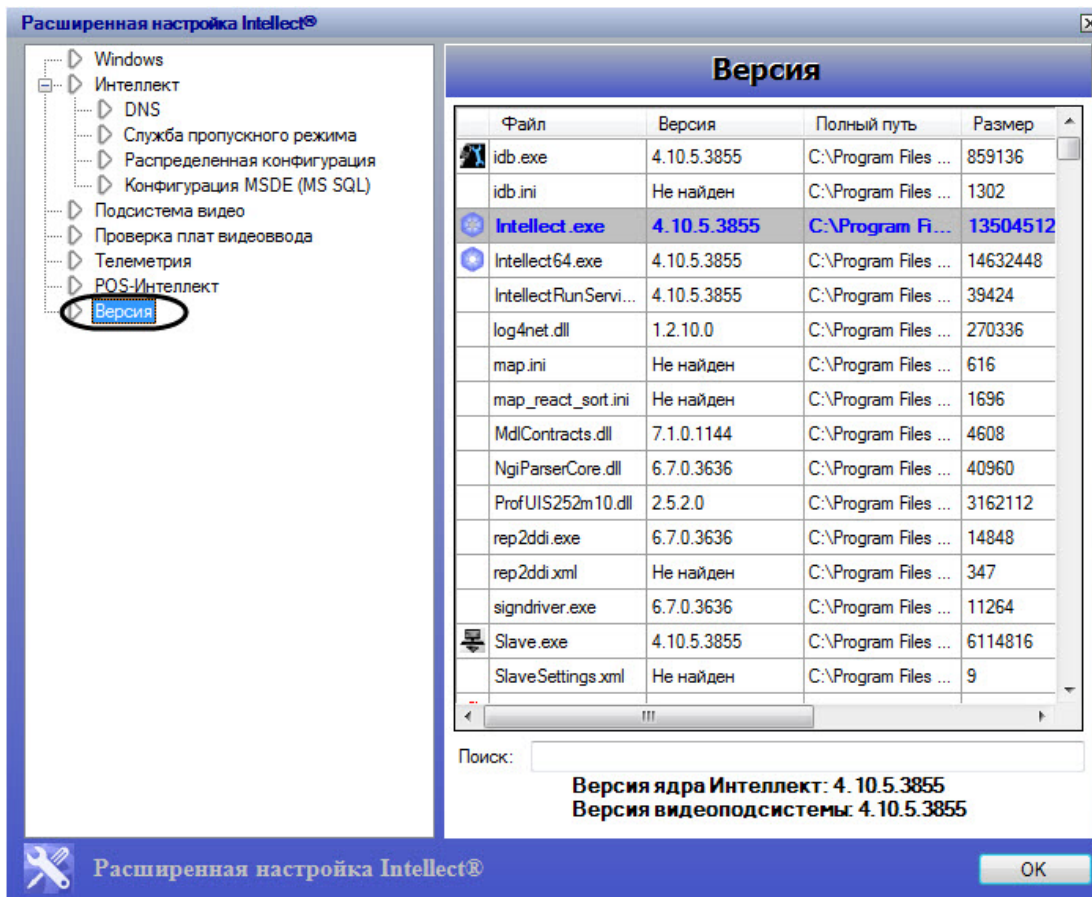 Расширенная настройка Intellect®
Windows
Интеллект
DNS
Служба пропускного режима
Распределенная конфигурация
Конфигурация MSDE (MS SQL)
Подсистема видео
Проверка плат видеоввода
Телеметрия
POS-Интеллект
Версия
Версия
Файл Версия Полный путь Размер
idb.exe 4.10.5.3855 C:\Program Files ... 859136
idb.ini Не найден C:\Program Files ... 1302
Intellect.exe 4.10.5.3855 C:\Program Fi... 13504512
Intellect64.exe 4.10.5.3855 C:\Program Files ... 14632448
IntellectRunServi... 4.10.5.3855 C:\Program Files ... 39424
log4net.dll 1.2.10.0 C:\Program Files ... 270336
map.ini Не найден C:\Program Files ... 616
map_react_sort.ini Не найден C:\Program Files ... 1696
MdlContracts.dll 7.1.0.1144 C:\Program Files ... 4608
NgiParserCore.dll 6.7.0.3636 C:\Program Files ... 40960
ProfUIS252m10.dll 2.5.2.0 C:\Program Files ... 3162112
rep2ddi.exe 6.7.0.3636 C:\Program Files ... 14848
rep2ddi.xml Не найден C:\Program Files ... 347
signdriver.exe 6.7.0.3636 C:\Program Files ... 11264
Slave.exe 4.10.5.3855 C:\Program Files ... 6114816
SlaveSettings.xml Не найден C:\Program Files ... 9
Поиск:
Версия ядра Интеллект: 4.10.5.3855
Версия видеоподсистемы: 4.10.5.3855
Расширенная настройка Intellect®
OK